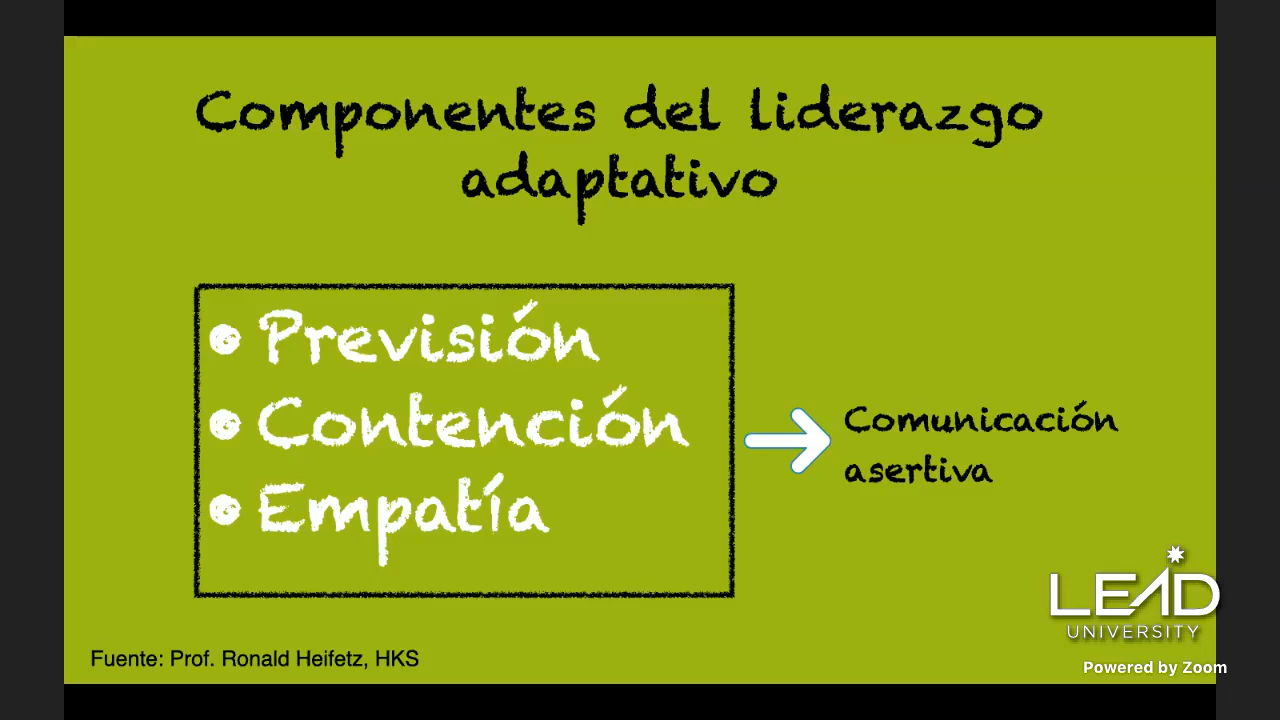 Componentes del liderazgo
adaptativo
• Previsión
• Contención
• Empatía
Comunicación
asertiva
LEAD
UNIVERSITY
Fuente: Prof. Ronald Heifetz, HKS
Powered by Zoom